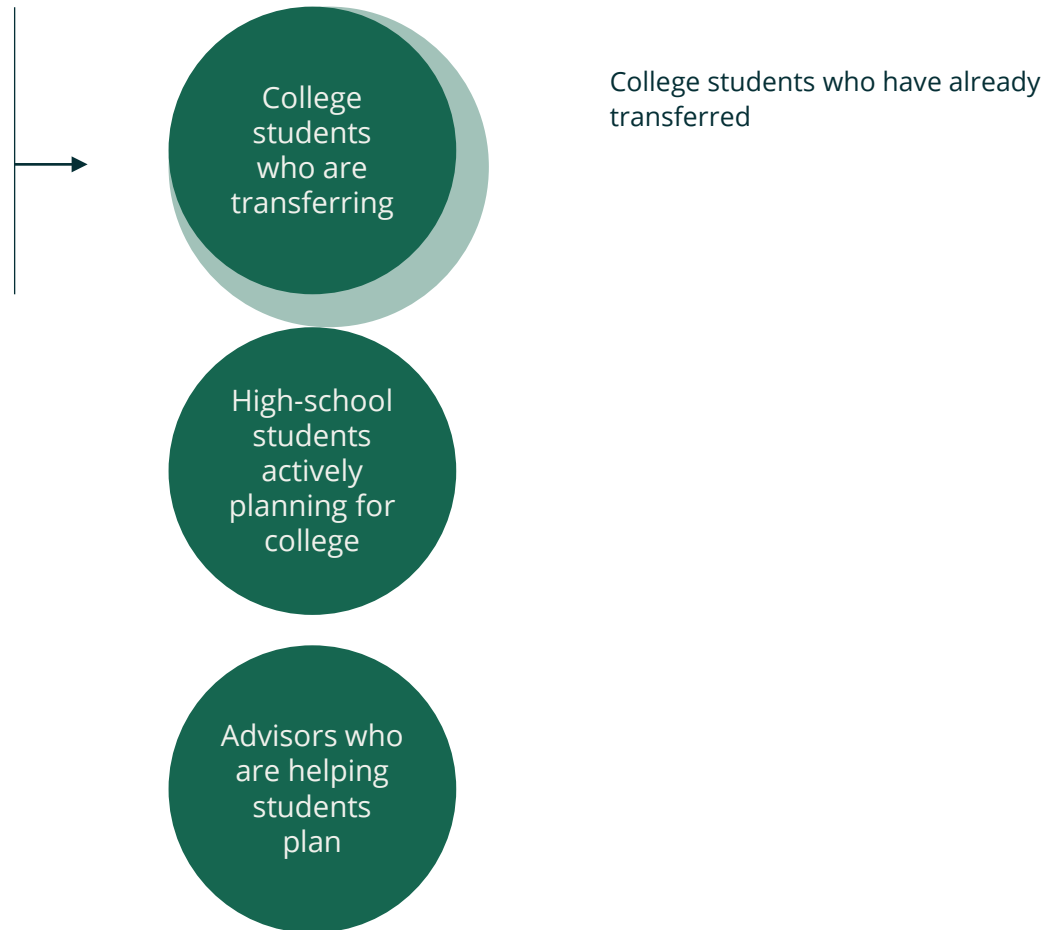 College
students
who are
transferring
College students who have already
transferred
High-school
students
actively
planning for
college
Advisors who
are helping
students
plan